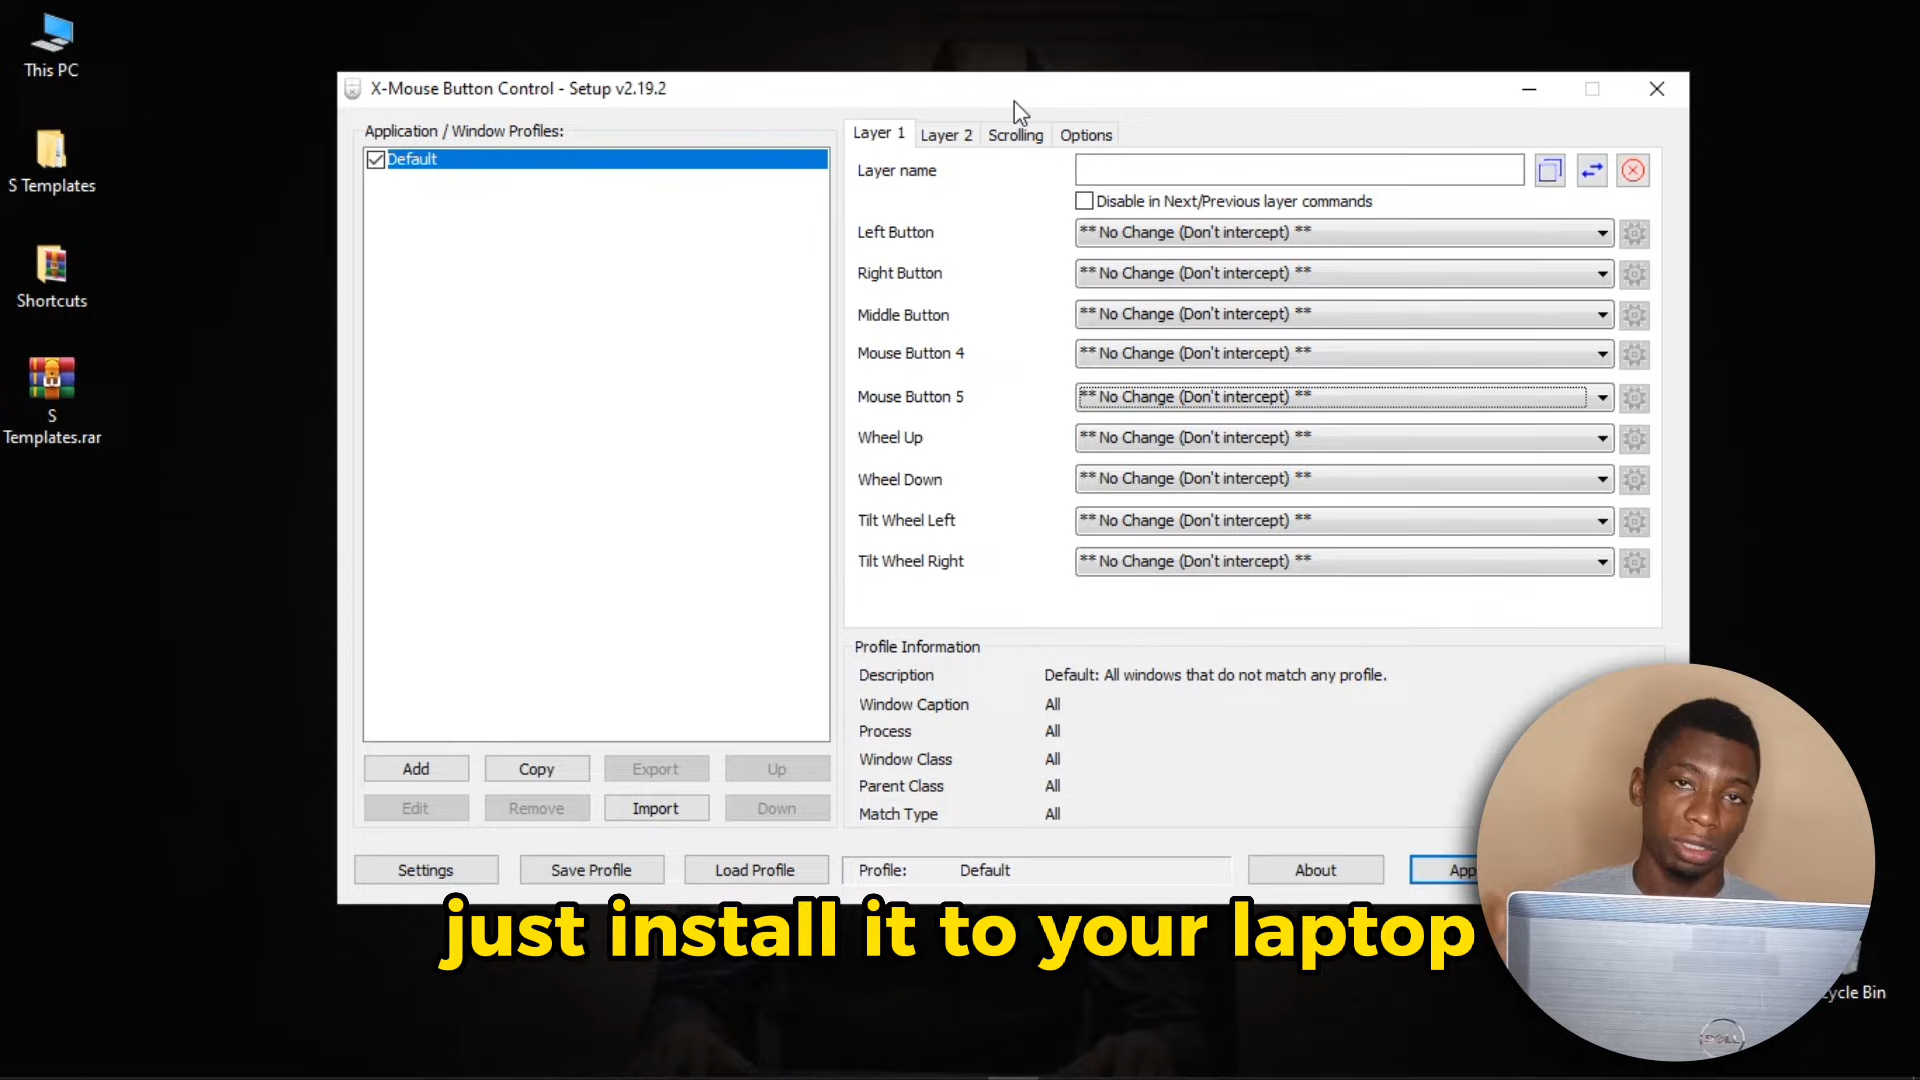 This PC
S Templates
Shortcuts
S
Templates.rar
X-Mouse Button Control - Setup v2.19.2
Application / Window Profiles:
Default
Layer 1 Layer 2 Scrolling Options
Layer name
Disable in Next/Previous layer commands
Left Button ** No Change (Don't intercept) **
Right Button ** No Change (Don't intercept) **
Middle Button ** No Change (Don't intercept) **
Mouse Button 4 ** No Change (Don't intercept) **
Mouse Button 5 ** No Change (Don't intercept) **
Wheel Up ** No Change (Don't intercept) **
Wheel Down ** No Change (Don't intercept) **
Tilt Wheel Left ** No Change (Don't intercept) **
Tilt Wheel Right ** No Change (Don't intercept) **
Profile Information
Description Default: All windows that do not match any profile.
Window Caption All
Process All
Window Class All
Parent Class All
Match Type All
Add Copy Export Up
Edit Remove Import Down
Settings Save Profile Load Profile Profile: Default About App
just install it to your laptop
DELL
cycle Bin